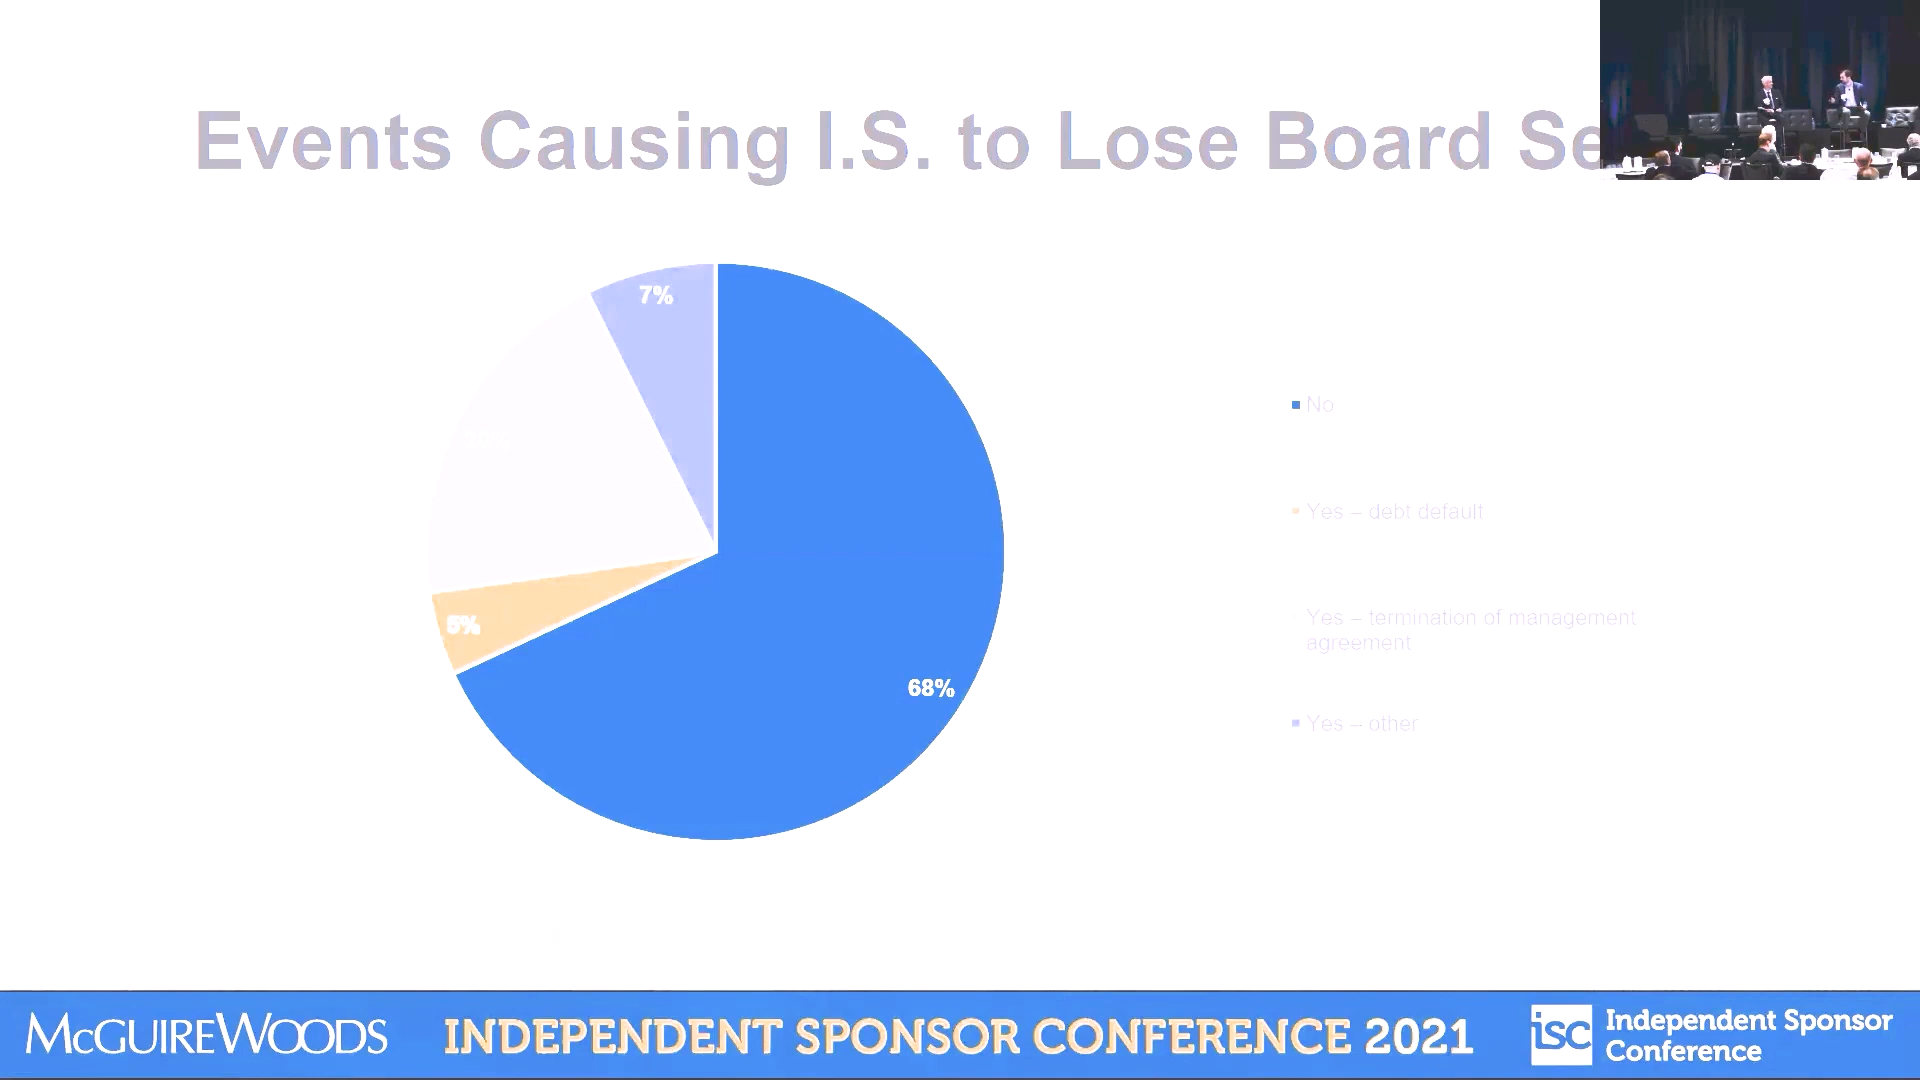 Events Causing I.S. to Lose Board Se
7%
5%
68%
No
Yes – debt default
Yes – termination of management
agreement
Yes – other
McGUIREWOODS
INDEPENDENT SPONSOR CONFERENCE 2021
isc
Independent Sponsor
Conference